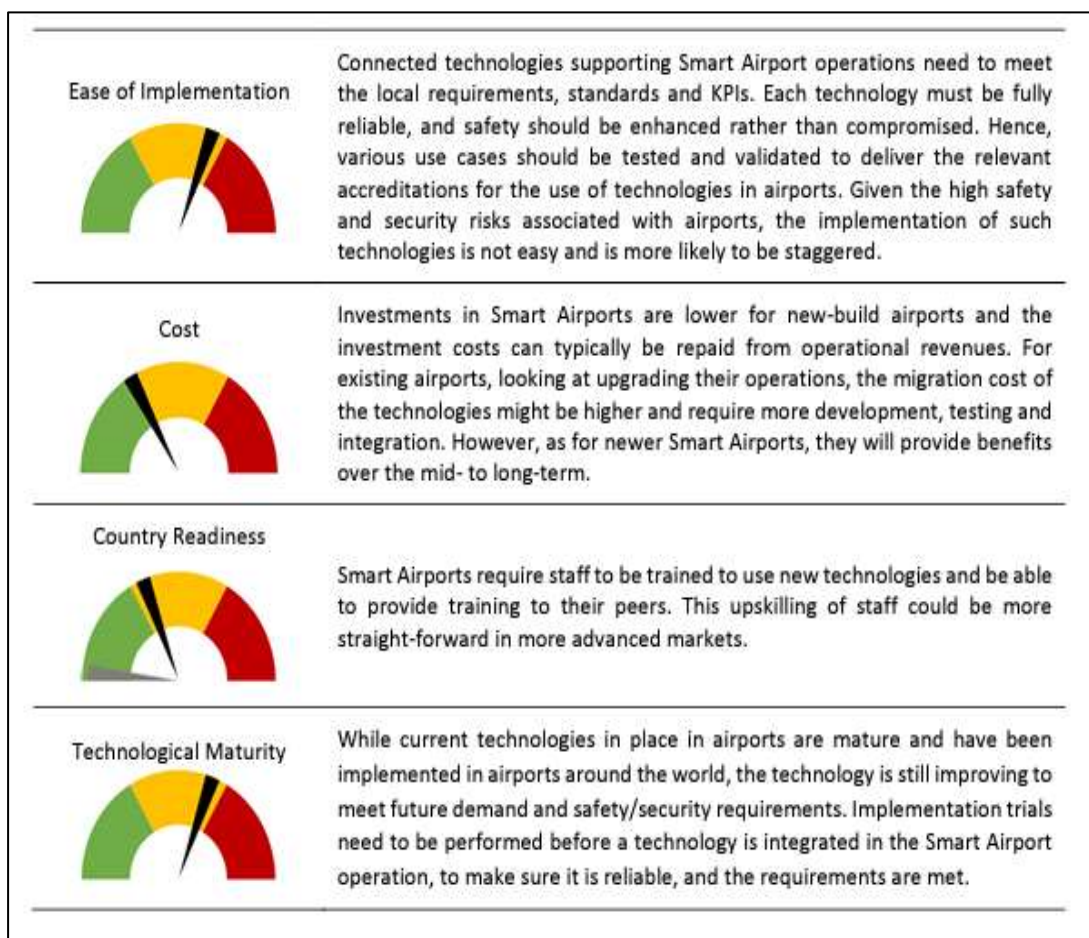 Ease of Implementation
Connected technologies supporting Smart Airport operations need to meet
the local requirements, standards and KPIs. Each technology must be fully
reliable, and safety should be enhanced rather than compromised. Hence,
various use cases should be tested and validated to deliver the relevant
accreditations for the use of technologies in airports. Given the high safety
and security risks associated with airports, the implementation of such
technologies is not easy and is more likely to be staggered.
Cost
Investments in Smart Airports are lower for new-build airports and the
investment costs can typically be repaid from operational revenues. For
existing airports, looking at upgrading their operations, the migration cost of
the technologies might be higher and require more development, testing and
integration. However, as for newer Smart Airports, they will provide benefits
over the mid- to long-term.
Country Readiness
Smart Airports require staff to be trained to use new technologies and be able
to provide training to their peers. This upskilling of staff could be more
straight-forward in more advanced markets.
Technological Maturity
While current technologies in place in airports are mature and have been
implemented in airports around the world, the technology is still improving to
meet future demand and safety/security requirements. Implementation trials
need to be performed before a technology is integrated in the Smart Airport
operation, to make sure it is reliable, and the requirements are met.